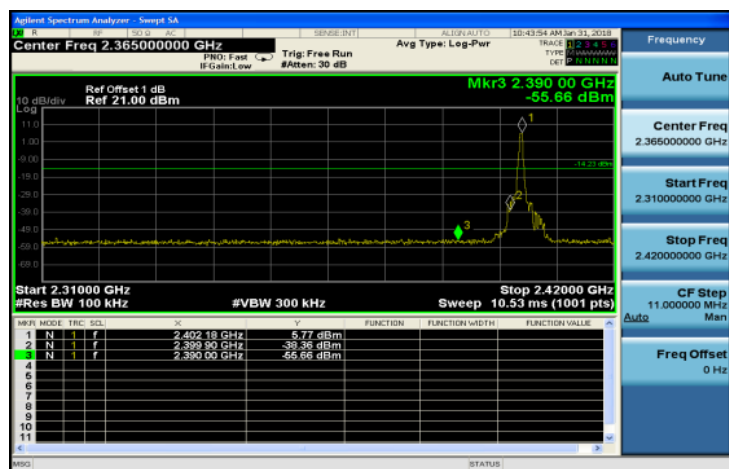 Agilent Spectrum Analyzer - Swept SA
R RF 50 Ω AC SENSE:INT ALIGN AUTO 10:43:54 AM Jan 31, 2018
Center Freq 2.365000000 GHz
PNO: Fast
IFGain:Low
Trig: Free Run
#Atten: 30 dB
Avg Type: Log-Pwr
TRACE 1 2 3 4 5 6
TYPE
DET P N N N N N
Ref Offset 1 dB
Ref 21.00 dBm
10 dB/div
Log
Mkr3 2.390 00 GHz
-55.66 dBm
11.0
1.00
-9.00
-19.0
-29.0
-39.0
-49.0
-59.0
-69.0
1
-14.23 dBm
2
3
Start 2.31000 GHz
#Res BW 100 kHz
#VBW 300 kHz
Stop 2.42000 GHz
Sweep 10.53 ms (1001 pts)
MKR MODE TRC SCL X Y FUNCTION FUNCTION WIDTH FUNCTION VALUE
1 N 1 f 2.402 18 GHz 5.77 dBm
2 N 1 f 2.399 90 GHz -38.36 dBm
3 N 1 f 2.390 00 GHz -55.66 dBm
4
5
6
7
8
9
10
11
MSG STATUS
Frequency
Auto Tune
Center Freq
2.365000000 GHz
Start Freq
2.310000000 GHz
Stop Freq
2.420000000 GHz
CF Step
11.000000 MHz
Auto Man
Freq Offset
0 Hz